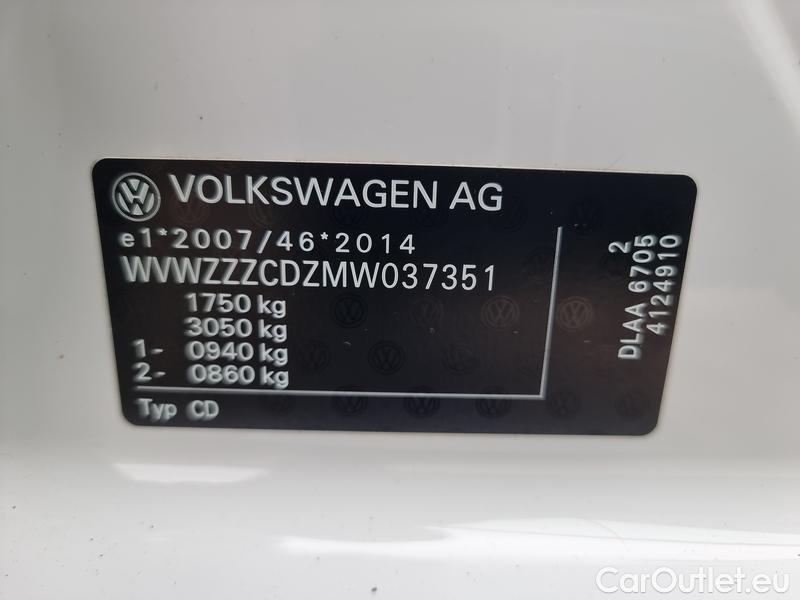 VOLKSWAGEN AG
e1*2007/46*2014
WVWZZZCDZMW037351
1750 kg
3050 kg
1- 0940 kg
2- 0860 kg
Typ CD
2
DLAA 6705
4124910
CarOutlet.eu